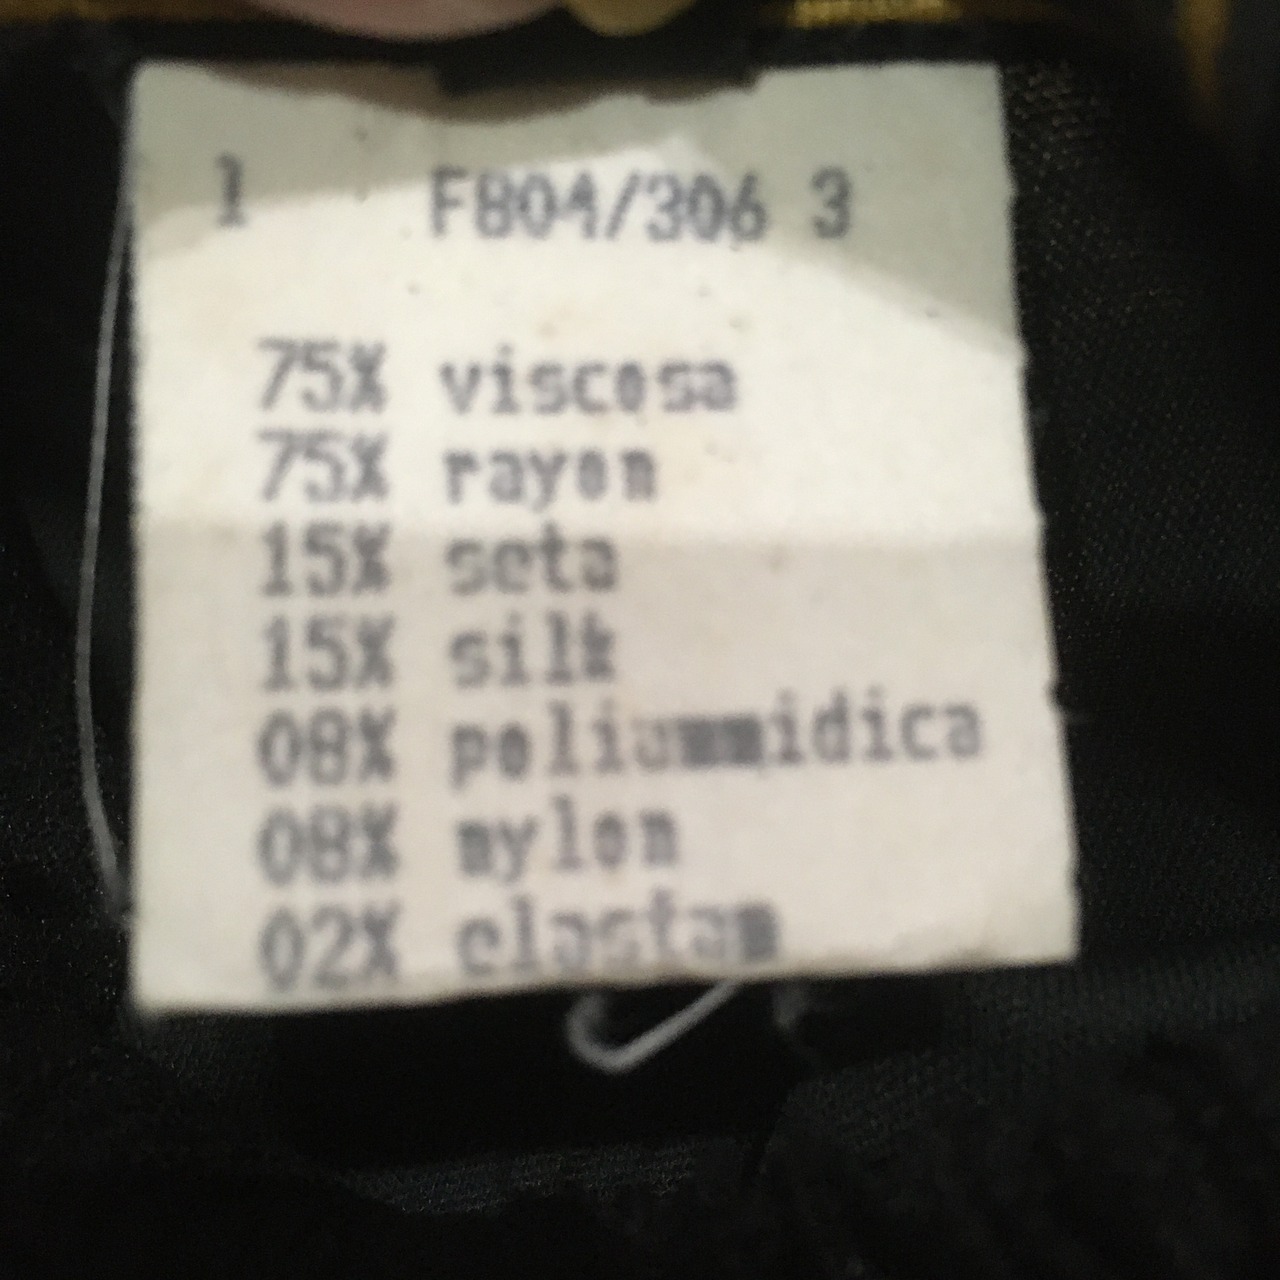 1 F804/306 3
75% viscosa
75% rayon
15% seta
15% silk
08% poliammidica
08% nylon
02% elastam